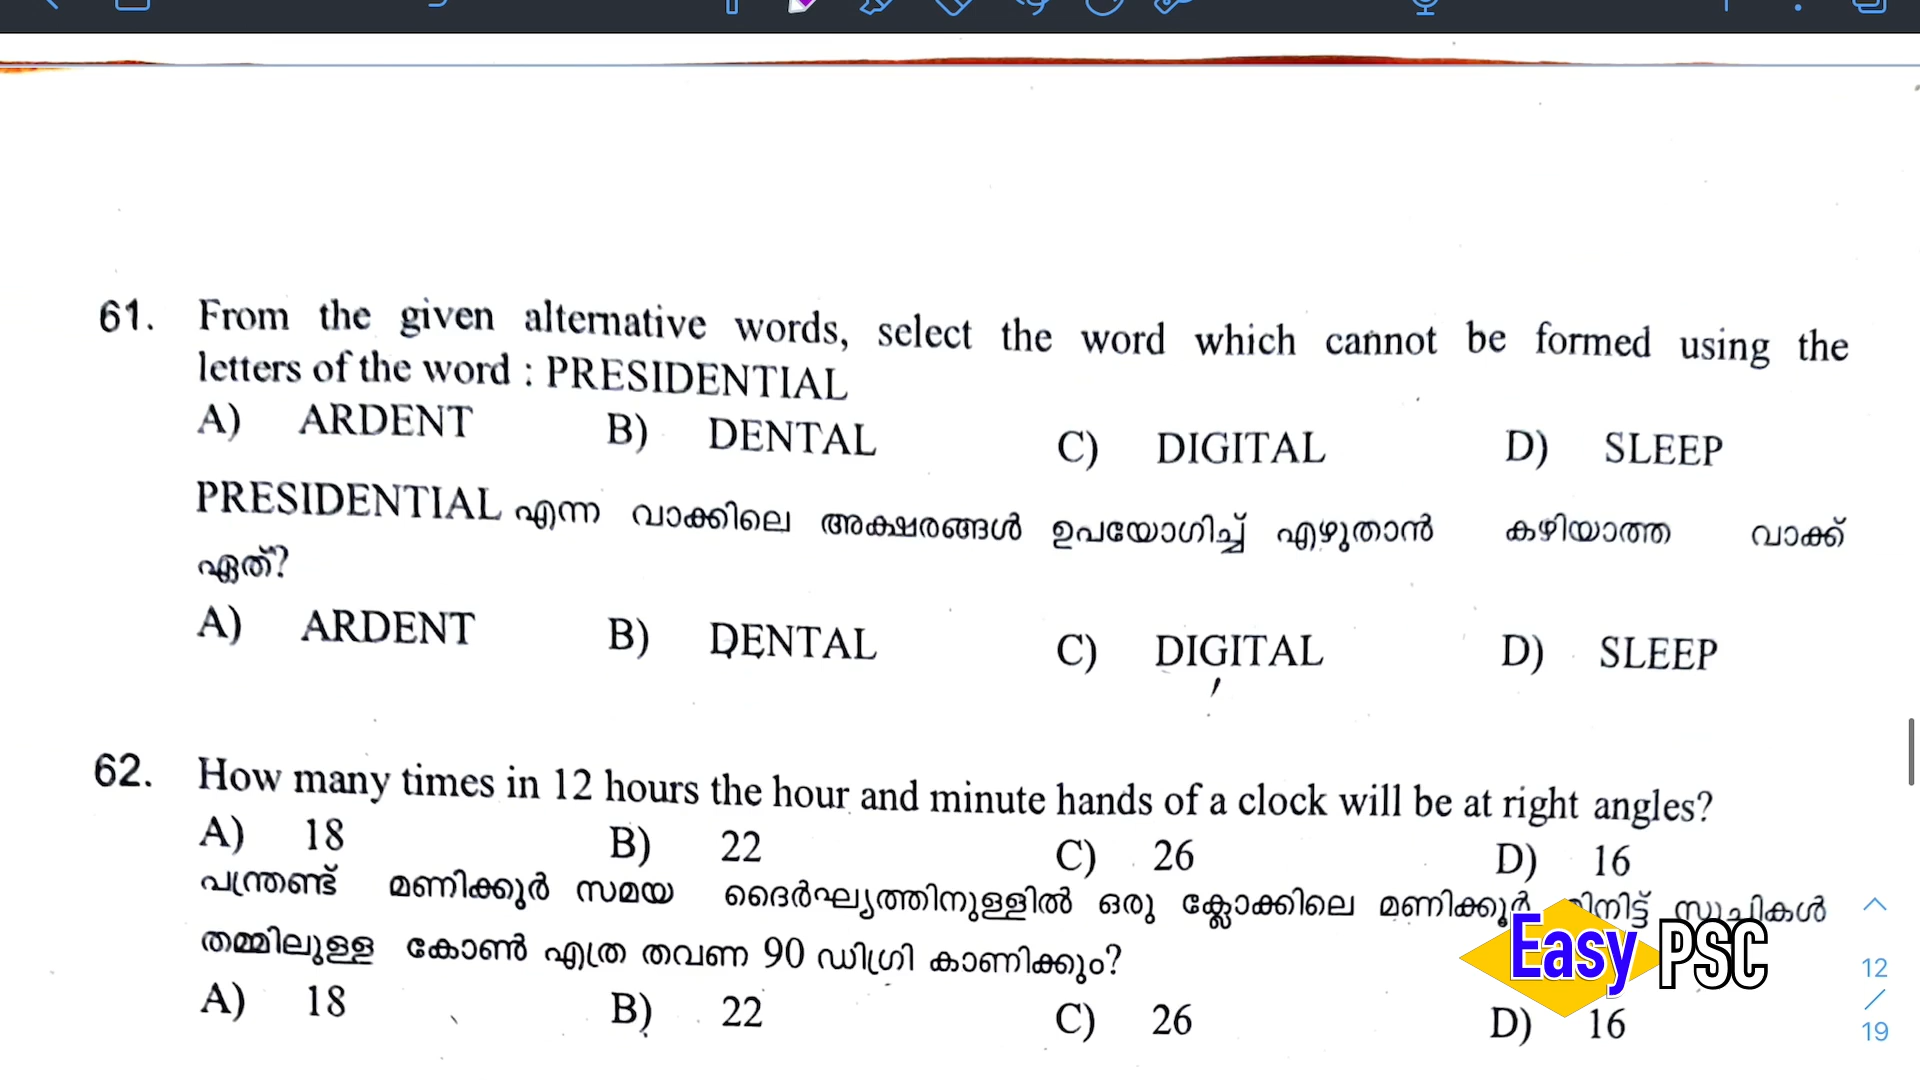 61. From the given alternative words, select the word which cannot be formed using the
letters of the word : PRESIDENTIAL
A) ARDENT B) DENTAL C) DIGITAL D) SLEEP
PRESIDENTIAL എന്ന വാക്കിലെ അക്ഷരങ്ങൾ ഉപയോഗിച്ച് എഴുതാൻ കഴിയാത്ത വാക്ക്
ഏത്?
A) ARDENT B) DENTAL C) DIGITAL D) SLEEP
62. How many times in 12 hours the hour and minute hands of a clock will be at right angles?
A) 18 B) 22 C) 26 D) 16
പന്ത്രണ്ട് മണിക്കൂർ സമയ ദൈർഘ്യത്തിനുള്ളിൽ ഒരു ക്ലോക്കിലെ മണിക്കൂർ സൂചികൾ
തമ്മിലുള്ള കോൺ എത്ര തവണ 90 ഡിഗ്രി കാണിക്കും?
A) 18 B) 22 C) 26 D) 16
Easy PSC
12
/
19